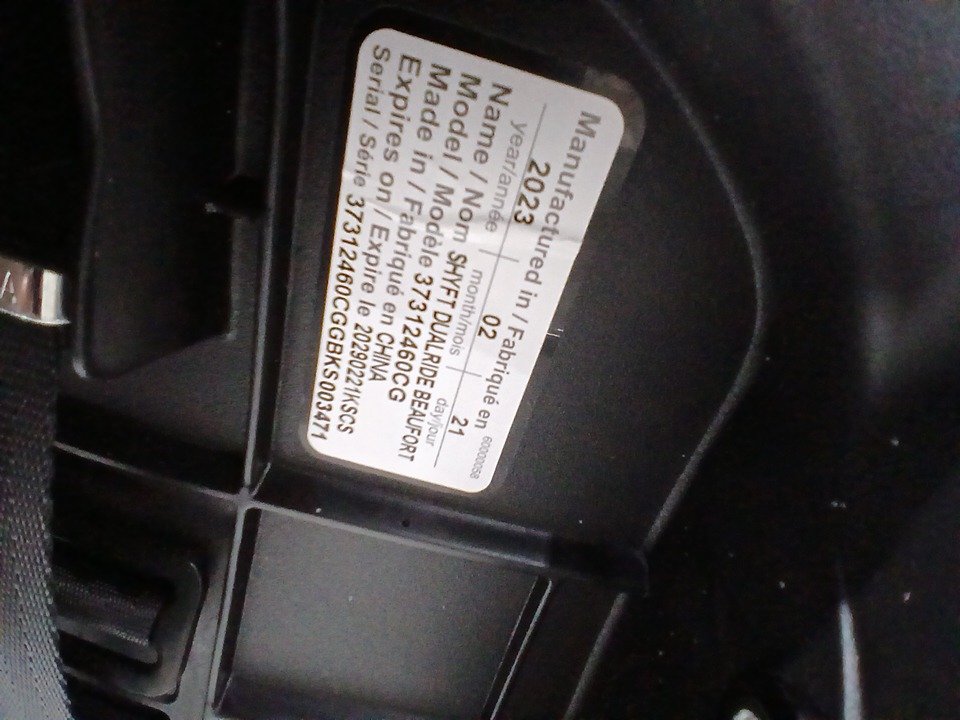 Manufactured in / Fabriqué en 60000098
2023 02 21
year/année month/mois day/jour
Name / Nom SHYFT DUALRIDE BEAUFORT
Model / Modèle 37312460CG
Made in / Fabriqué en CHINA
Expires on / Expire le 20290221KSCS
Serial / Série 37312460CGGBKS003471